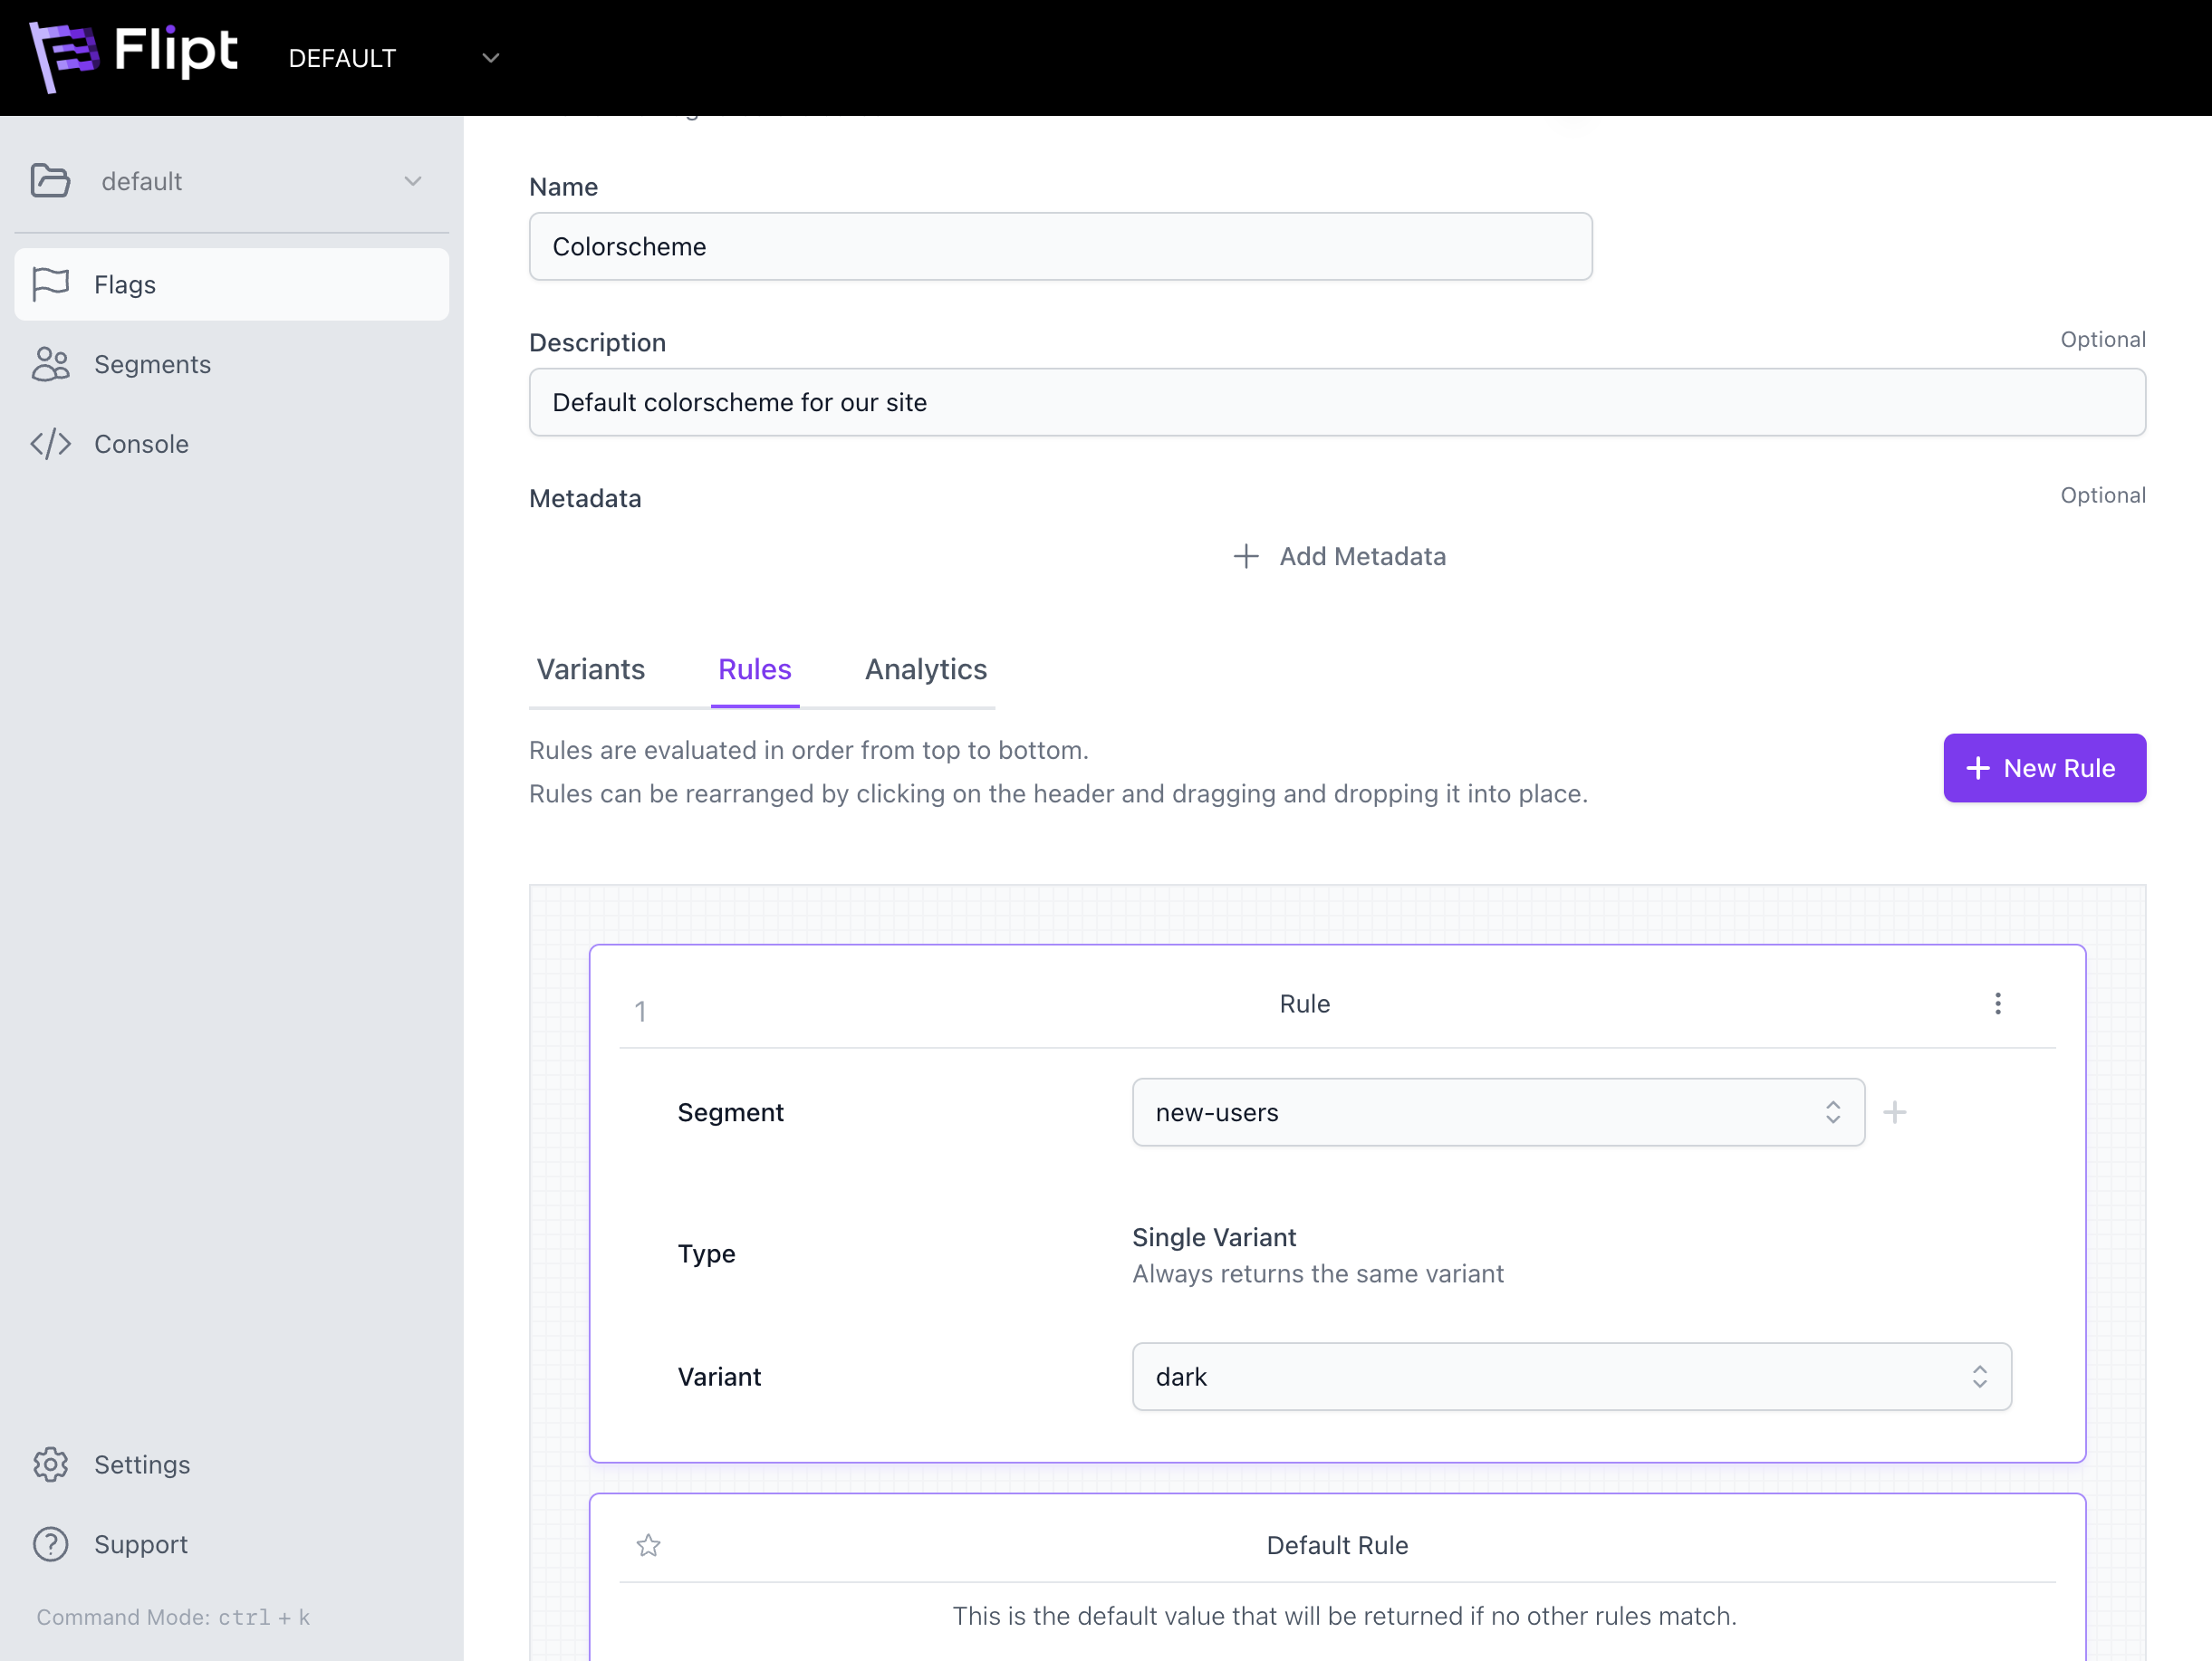 Flipt
DEFAULT
default
Flags
Segments
Console
Settings
Support
Command Mode: ctrl + k
Name
Colorscheme
Description
Optional
Default colorscheme for our site
Metadata
Optional
Add Metadata
Variants
Rules
Analytics
Rules are evaluated in order from top to bottom.
Rules can be rearranged by clicking on the header and dragging and dropping it into place.
New Rule
1
Rule
Segment
new-users
Type
Single Variant
Always returns the same variant
Variant
dark
Default Rule
This is the default value that will be returned if no other rules match.